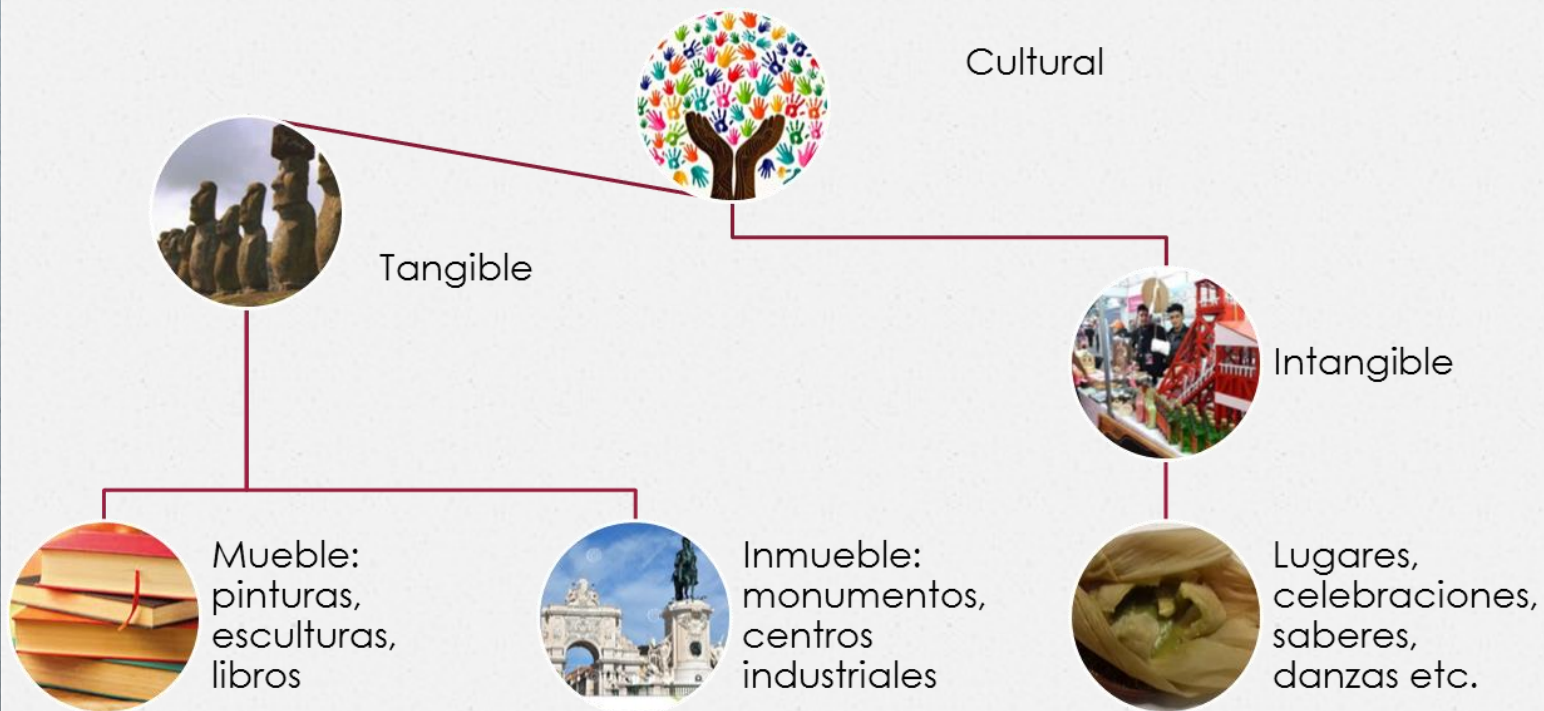 Cultural
Tangible
Intangible
Mueble:
pinturas,
esculturas,
libros
Inmueble:
monumentos,
centros
industriales
Lugares,
celebraciones,
saberes,
danzas etc.